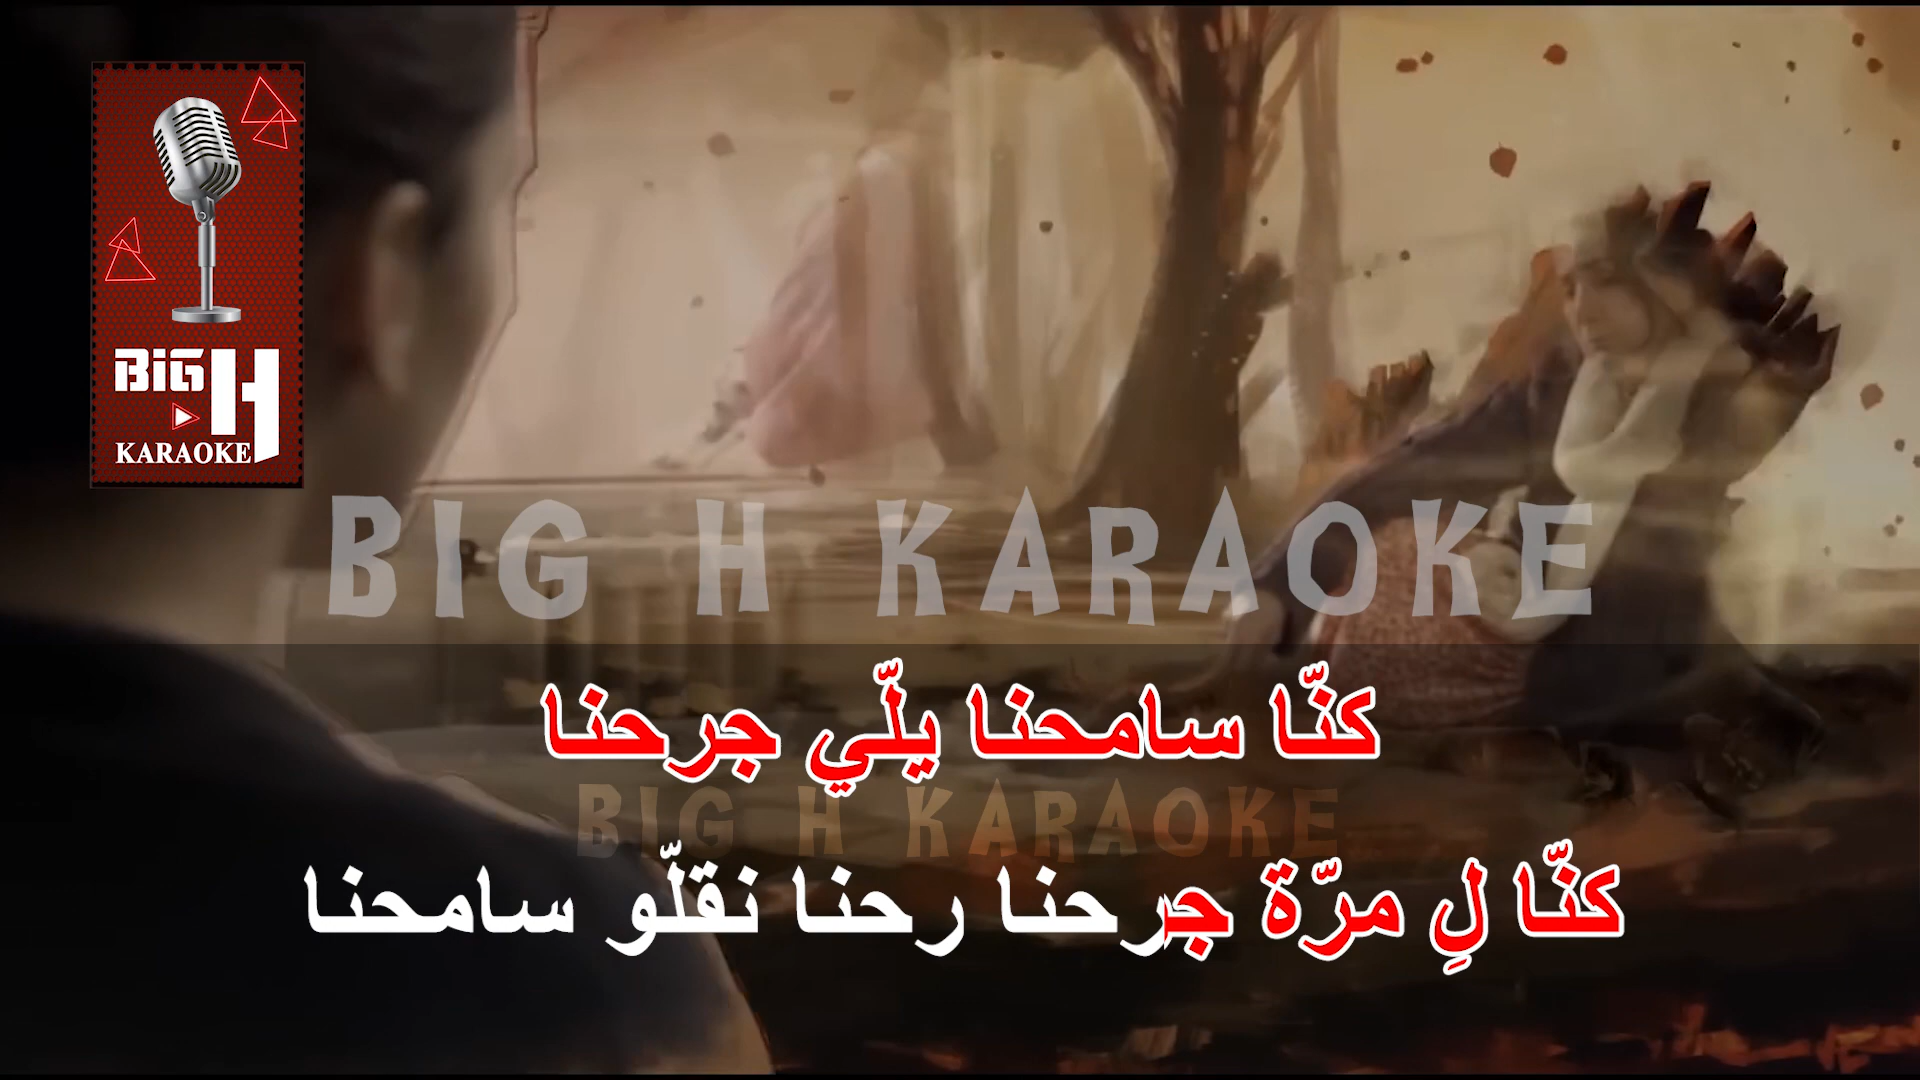 BiG H
KARAOKE
BIG H KARAOKE
كنّا سامحنا يلّي جرحنا
BIG H KARAOKE
كنّا لِ مرّة جرحنا رحنا نقلّو سامحنا